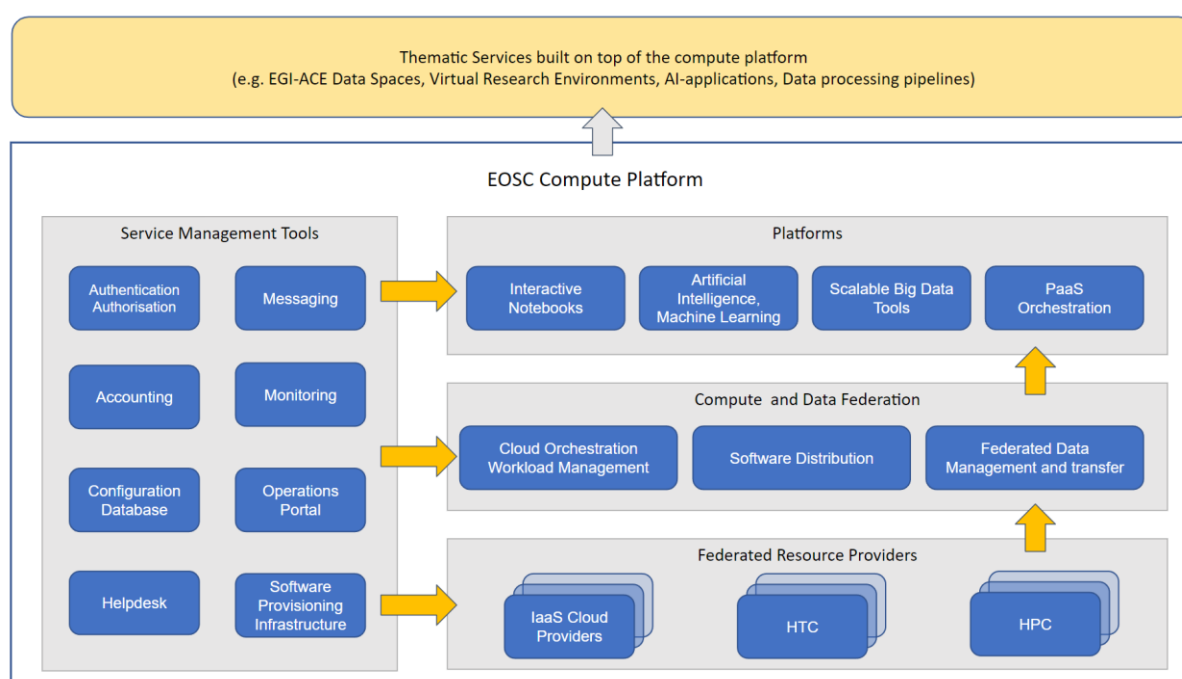 Thematic Services built on top of the compute platform
(e.g. EGI-ACE Data Spaces, Virtual Research Environments, AI-applications, Data processing pipelines)
EOSC Compute Platform
Service Management Tools
Authentication
Authorisation
Messaging
Accounting
Monitoring
Configuration
Database
Operations
Portal
Helpdesk
Software
Provisioning
Infrastructure
Platforms
Interactive
Notebooks
Artificial
Intelligence,
Machine Learning
Scalable Big Data
Tools
PaaS
Orchestration
Compute and Data Federation
Cloud Orchestration
Workload Management
Software Distribution
Federated Data
Management and transfer
Federated Resource Providers
IaaS Cloud
Providers
HTC
HPC